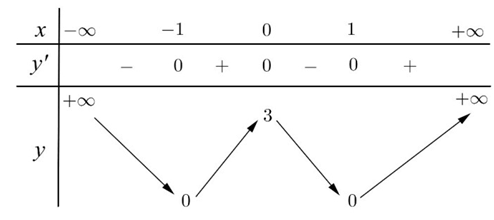 x −∞ −1 0 1 +∞
y′ − 0 + 0 − 0 +
+∞ +∞
3
y
0 0